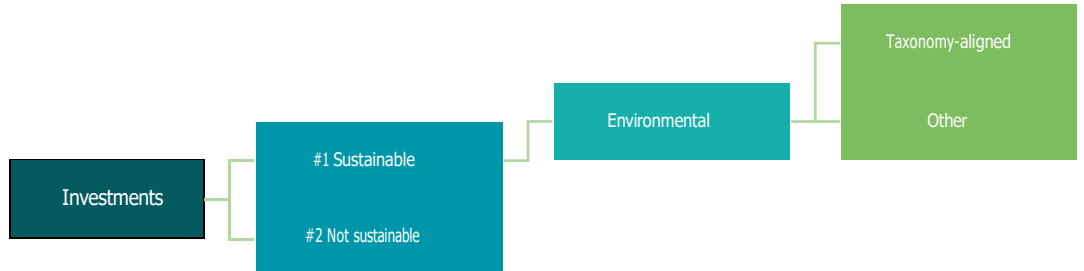 Investments
#1 Sustainable
#2 Not sustainable
Environmental
Taxonomy-aligned
Other